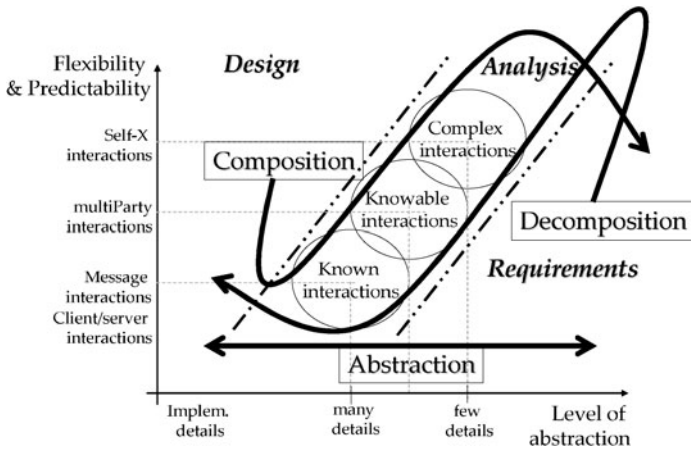 Flexibility
& Predictability
Design
Analysis
Self-X
interactions
Complex
interactions
Composition
Knowable
interactions
multiParty
interactions
Decomposition
Known
interactions
Requirements
Message
interactions
Client/server
interactions
Abstraction
Implem.
details
many
details
few
details
Level of
abstraction